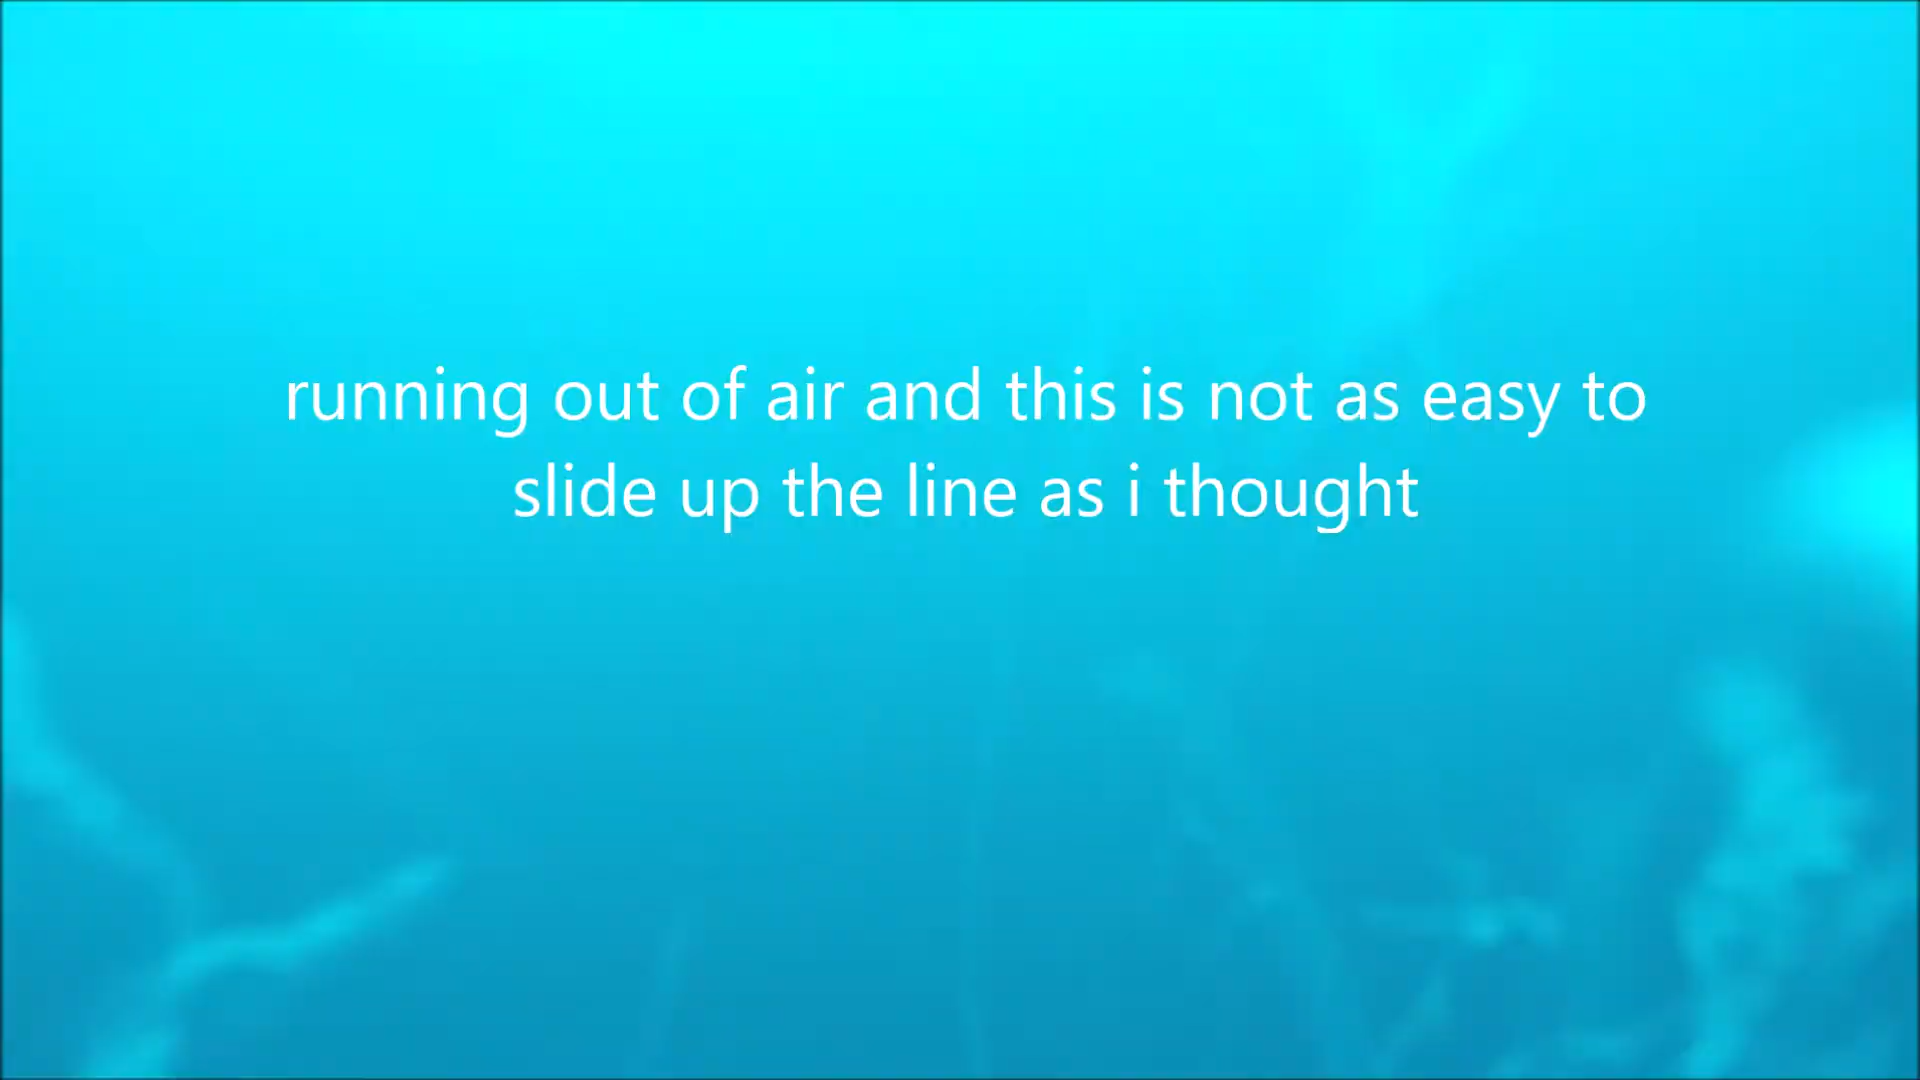 running out of air and this is not as easy to
slide up the line as i thought